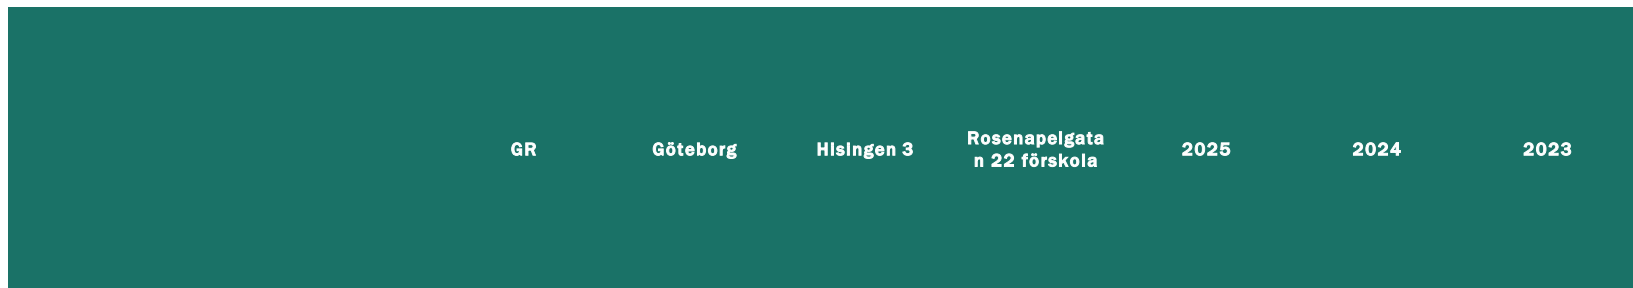 GR Göteborg Hisingen 3 Rosenapelgata
n 22 förskola 2025 2024 2023